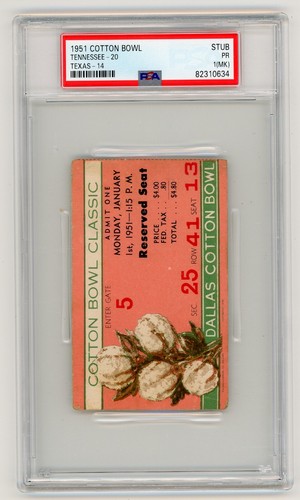 1951 COTTON BOWL
TENNESSEE - 20
TEXAS - 14
STUB
PR
1(MK)
PSA
82310634
COTTON BOWL CLASSIC
ENTER GATE 5
ADMIT ONE
MONDAY, JANUARY
1st, 1951—1:15 P. M.
Reserved Seat
PRICE . . $4.00
FED. TAX . .80
TOTAL . . . $4.80
SEC. 25 ROW 41 SEAT 13
DALLAS COTTON BOWL